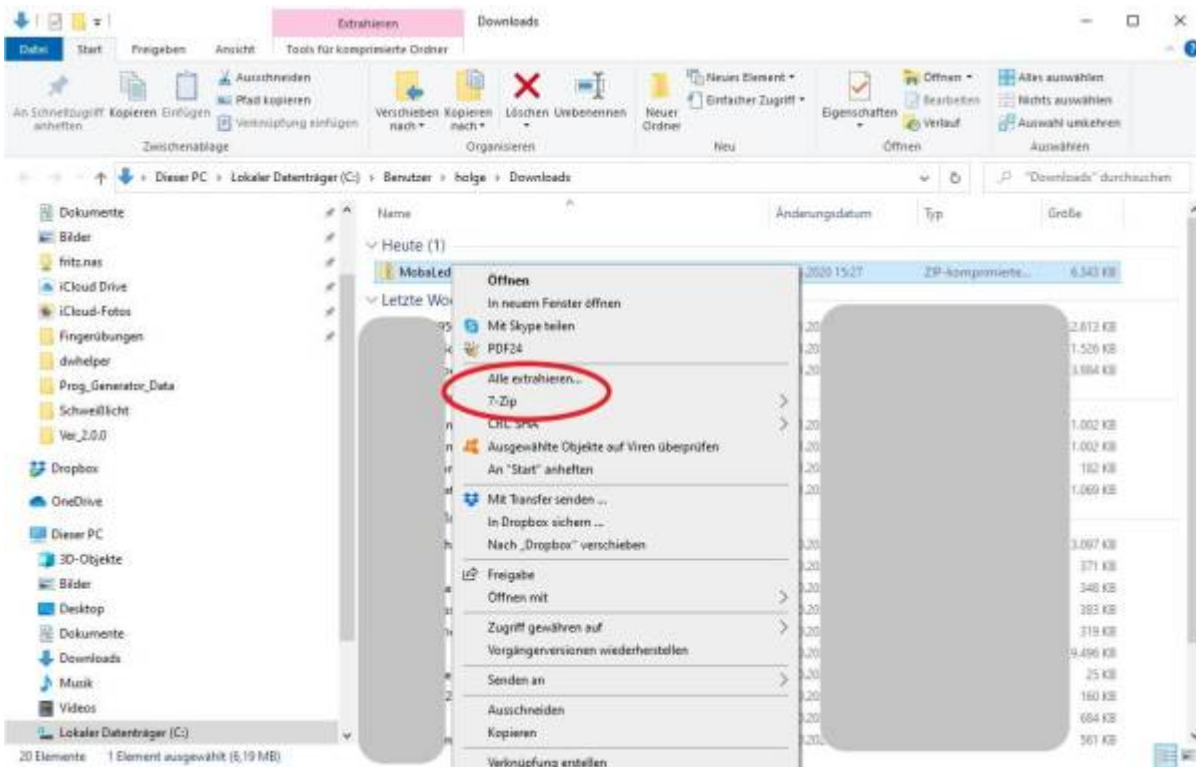 Extrahieren
Downloads
Datei Start Freigeben Ansicht Tools für komprimierte Ordner
An Schnellzugriff anheften
Kopieren
Einfügen
Ausschneiden
Pfad kopieren
Verknüpfung einfügen
Zwischenablage
Verschieben nach
Kopieren nach
Löschen
Umbenennen
Organisieren
Neuer Ordner
Neues Element
Einfacher Zugriff
Neu
Eigenschaften
Öffnen
Bearbeiten
Verlauf
Öffnen
Alles auswählen
Nichts auswählen
Auswahl umkehren
Auswählen
Dieser PC › Lokaler Datenträger (C:) › Benutzer › holge › Downloads
"Downloads" durchsuchen
Dokumente
Bilder
fritz.nas
iCloud Drive
iCloud-Fotos
Fingerübungen
dwhelper
Prog_Generator_Data
Schweißlicht
Ver_2.0.0
Dropbox
OneDrive
Dieser PC
3D-Objekte
Bilder
Desktop
Dokumente
Downloads
Musik
Videos
Lokaler Datenträger (C:)
Name Änderungsdatum Typ Größe
Heute (1)
MobaLed .2020 15:27 ZIP-komprimierte... 6.343 KB
Letzte Wo
Öffnen
In neuem Fenster öffnen
Mit Skype teilen
PDF24
Alle extrahieren...
7-Zip
CRC SHA
Ausgewählte Objekte auf Viren überprüfen
An "Start" anheften
Mit Transfer senden ...
In Dropbox sichern ...
Nach „Dropbox" verschieben
Freigabe
Öffnen mit
Zugriff gewähren auf
Vorgängerversionen wiederherstellen
Senden an
Ausschneiden
Kopieren
Verknüpfung erstellen
2.612 KB
1.526 KB
3.984 KB
1.002 KB
1.002 KB
182 KB
1.069 KB
3.097 KB
371 KB
348 KB
383 KB
319 KB
9.496 KB
25 KB
160 KB
684 KB
561 KB
20 Elemente 1 Element ausgewählt (6,19 MB)